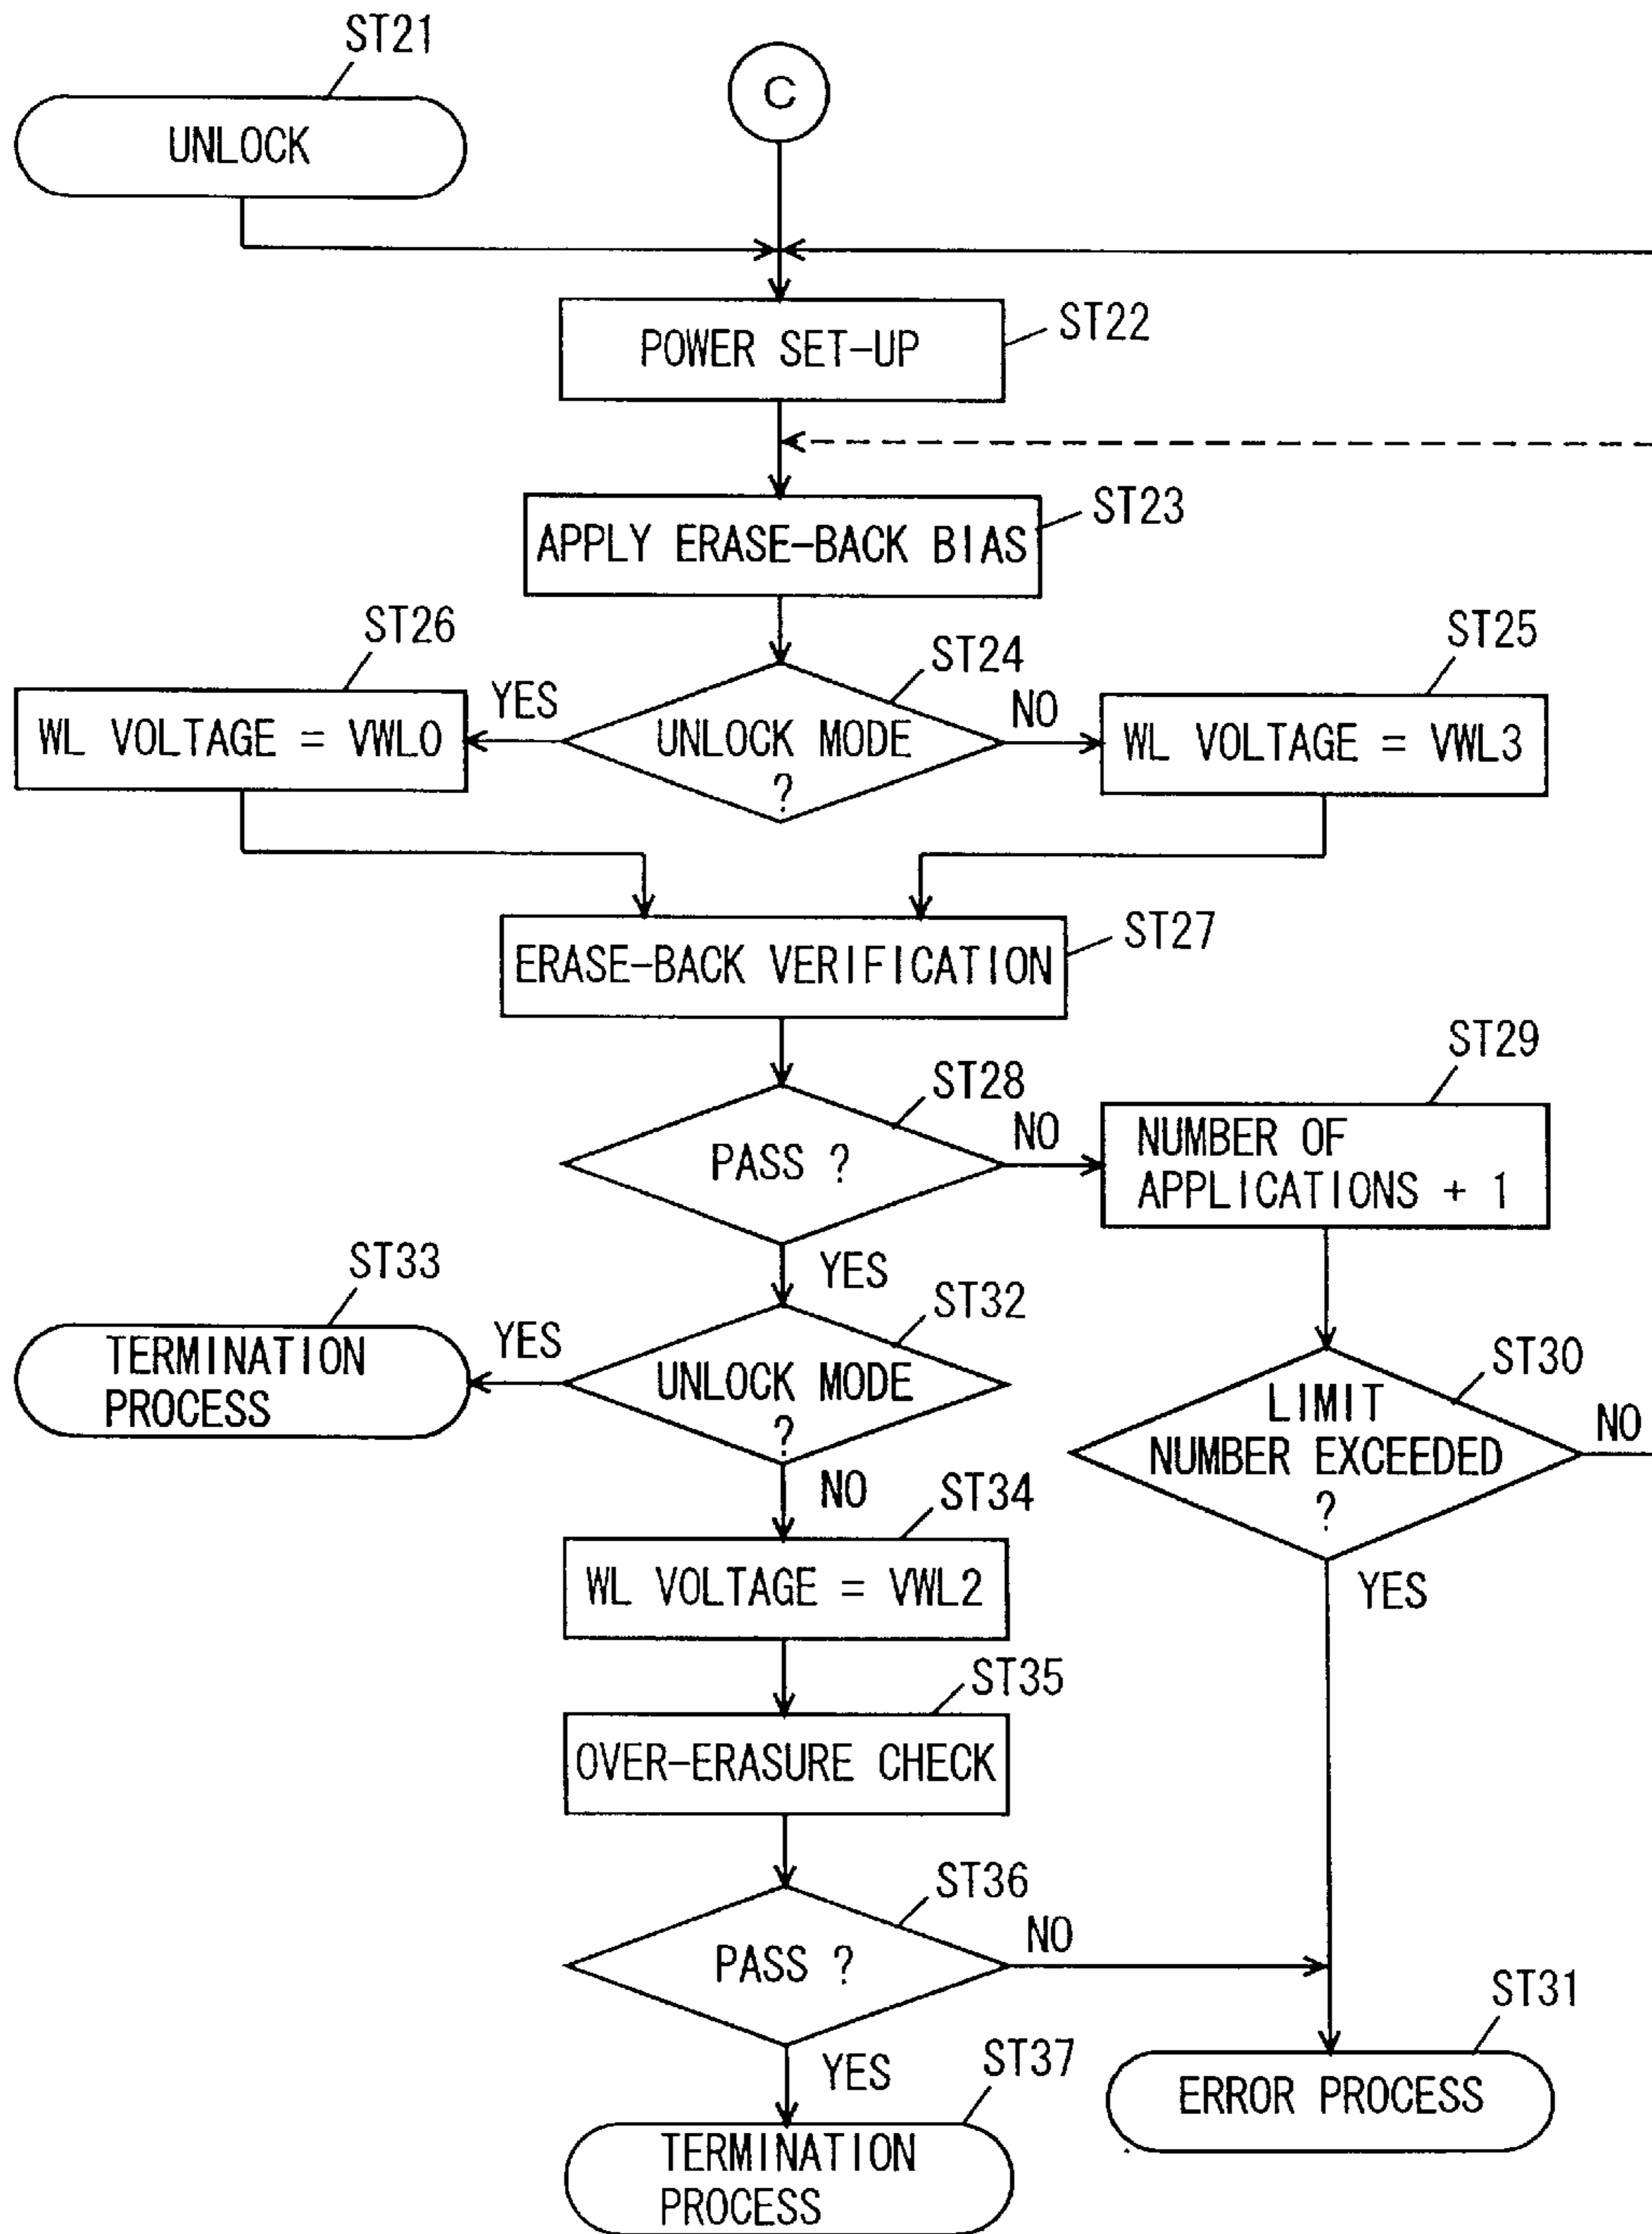 ST21
C
UNLOCK
ST22
POWER SET-UP
ST23
APPLY ERASE-BACK BIAS
ST26
ST24
ST25
YES
NO
WL VOLTAGE = VWL0
UNLOCK MODE
?
WL VOLTAGE = VWL3
ST27
ERASE-BACK VERIFICATION
ST28
ST29
NO
PASS ?
NUMBER OF
APPLICATIONS + 1
YES
ST33
ST32
YES
TERMINATION
PROCESS
UNLOCK MODE
?
ST30
LIMIT
NUMBER EXCEEDED
?
NO
NO
ST34
WL VOLTAGE = VWL2
YES
ST35
OVER-ERASURE CHECK
ST36
NO
PASS ?
ST31
YES
ST37
ERROR PROCESS
TERMINATION
PROCESS